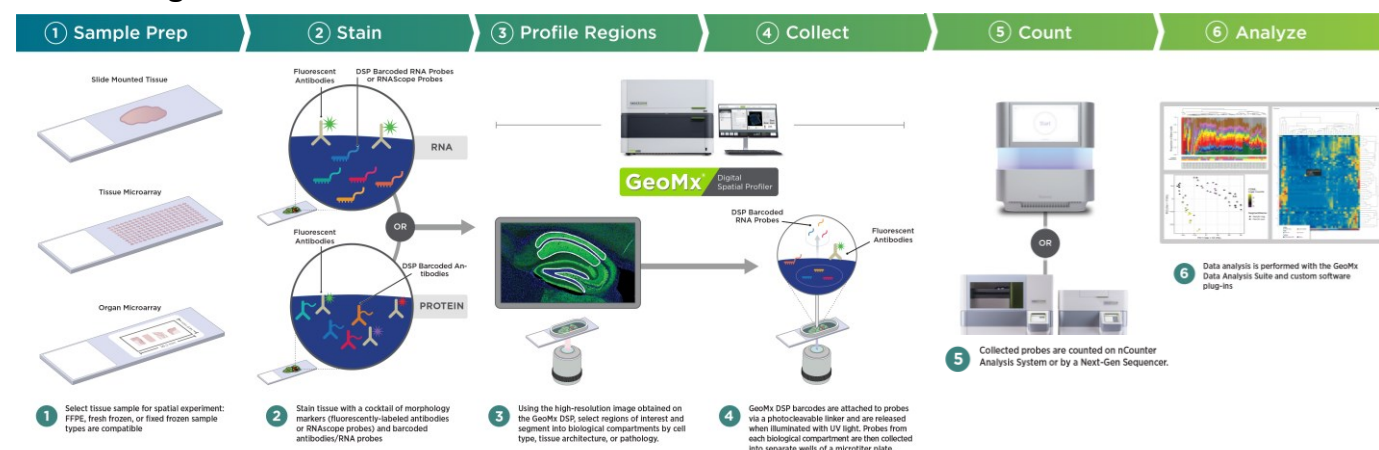 1 Sample Prep
2 Stain
3 Profile Regions
4 Collect
5 Count
6 Analyze
Slide Mounted Tissue
Tissue Microarray
Organ Microarray
Fluorescent
Antibodies
DSP Barcoded RNA Probes
or RNAScope Probes
RNA
OR
Fluorescent
Antibodies
DSP Barcoded An-
tibodies
PROTEIN
GeoMx® Digital
Spatial Profiler
DSP Barcoded
RNA Probes
Fluorescent
Antibodies
OR
1 Select tissue sample for spatial experiment:
FFPE, fresh frozen, or fixed frozen sample
types are compatible
2 Stain tissue with a cocktail of morphology
markers (fluorescently-labeled antibodies
or RNAscope probes) and barcoded
antibodies/RNA probes
3 Using the high-resolution image obtained on
the GeoMx DSP, select regions of interest and
segment into biological compartments by cell
type, tissue architecture, or pathology.
4 GeoMx DSP barcodes are attached to probes
via a photocleavable linker and are released
when illuminated with UV light. Probes from
each biological compartment are then collected
into separate wells of a microtiter plate
5 Collected probes are counted on nCounter
Analysis System or by a Next-Gen Sequencer.
6 Data analysis is performed with the GeoMx
Data Analysis Suite and custom software
plug-ins